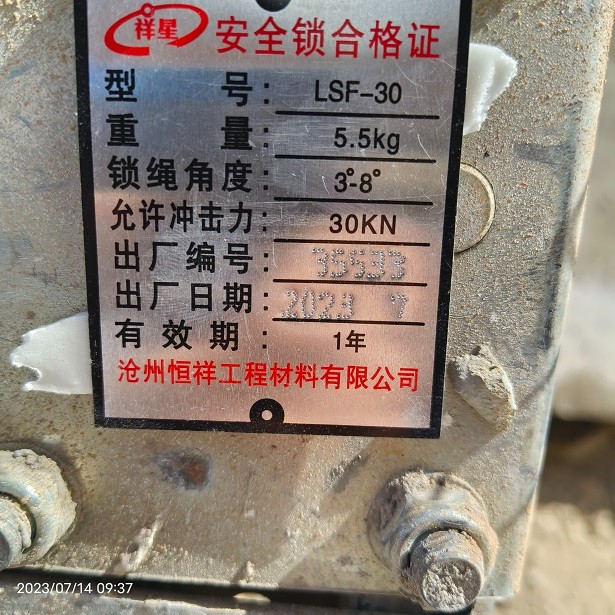 祥星 安全锁合格证
型号: LSF-30
重量: 5.5kg
锁绳角度: 3°-8°
允许冲击力: 30KN
出厂编号: 35533
出厂日期: 2023 7
有效期: 1年
沧州恒祥工程材料有限公司
2023/07/14 09:37